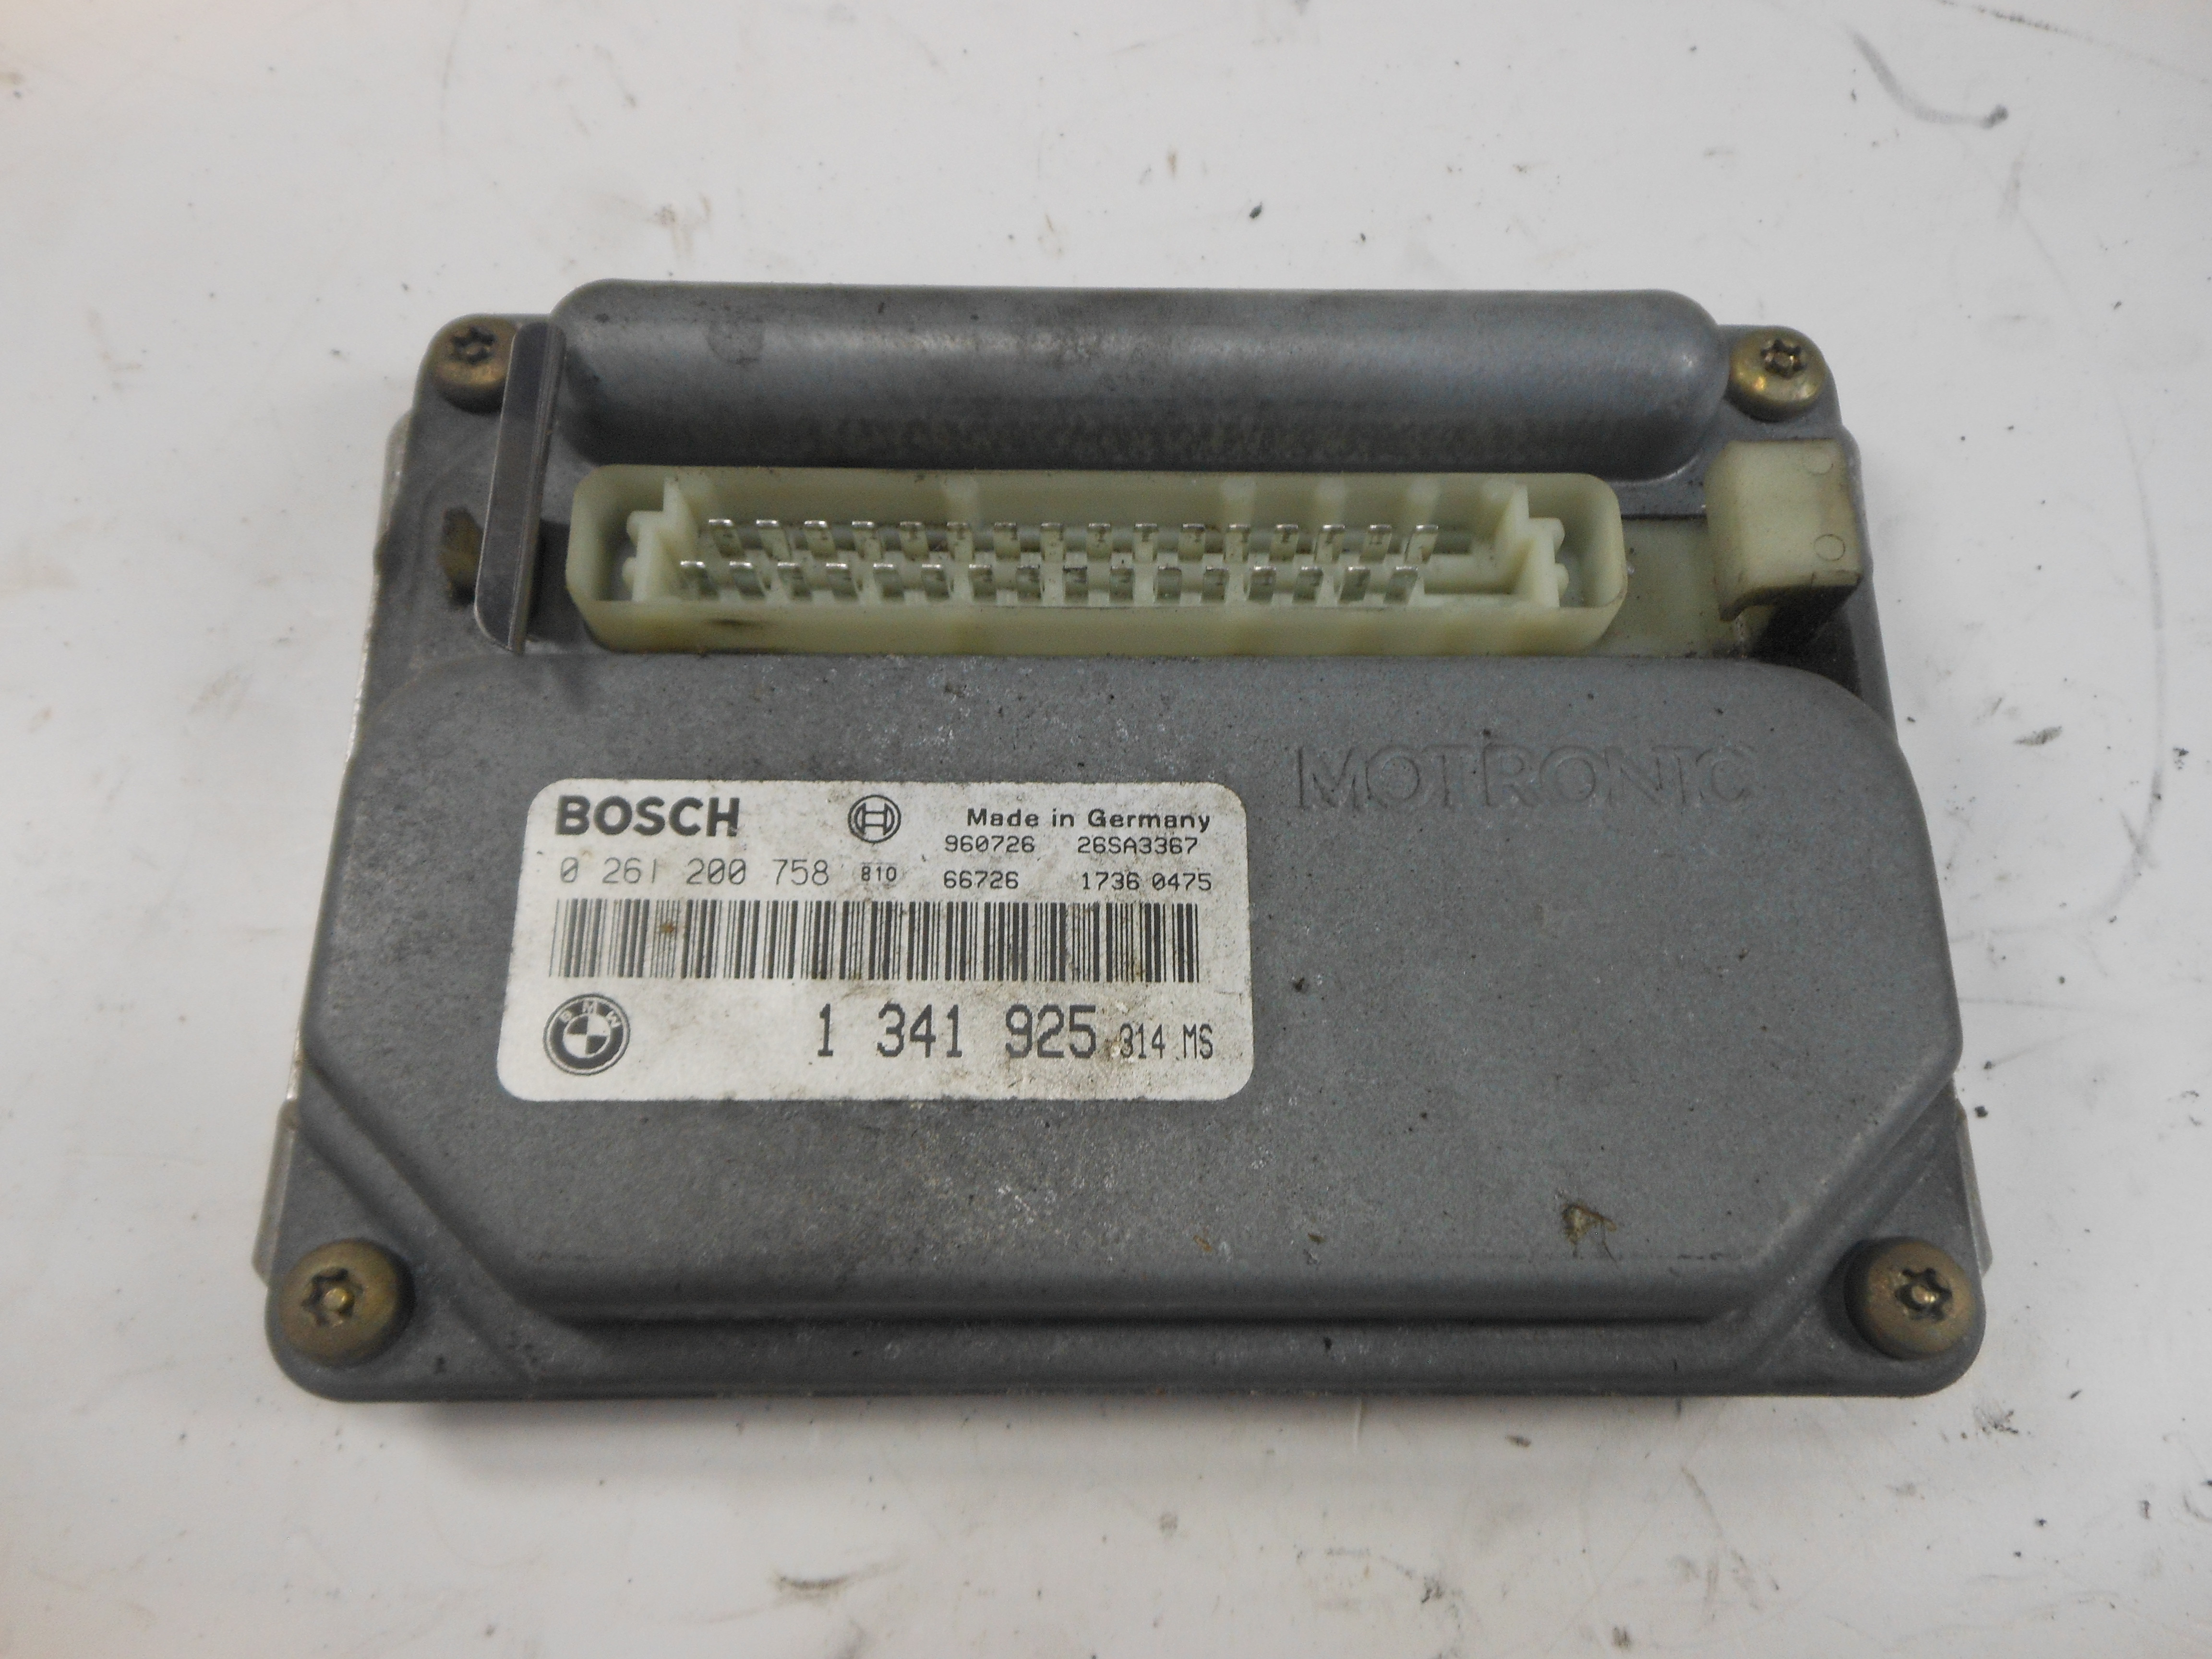 MOTRONIC
BOSCH Made in Germany
960726 26SA3367
0 261 200 758 810 66726 1736 0475
BMW 1 341 925 314 MS